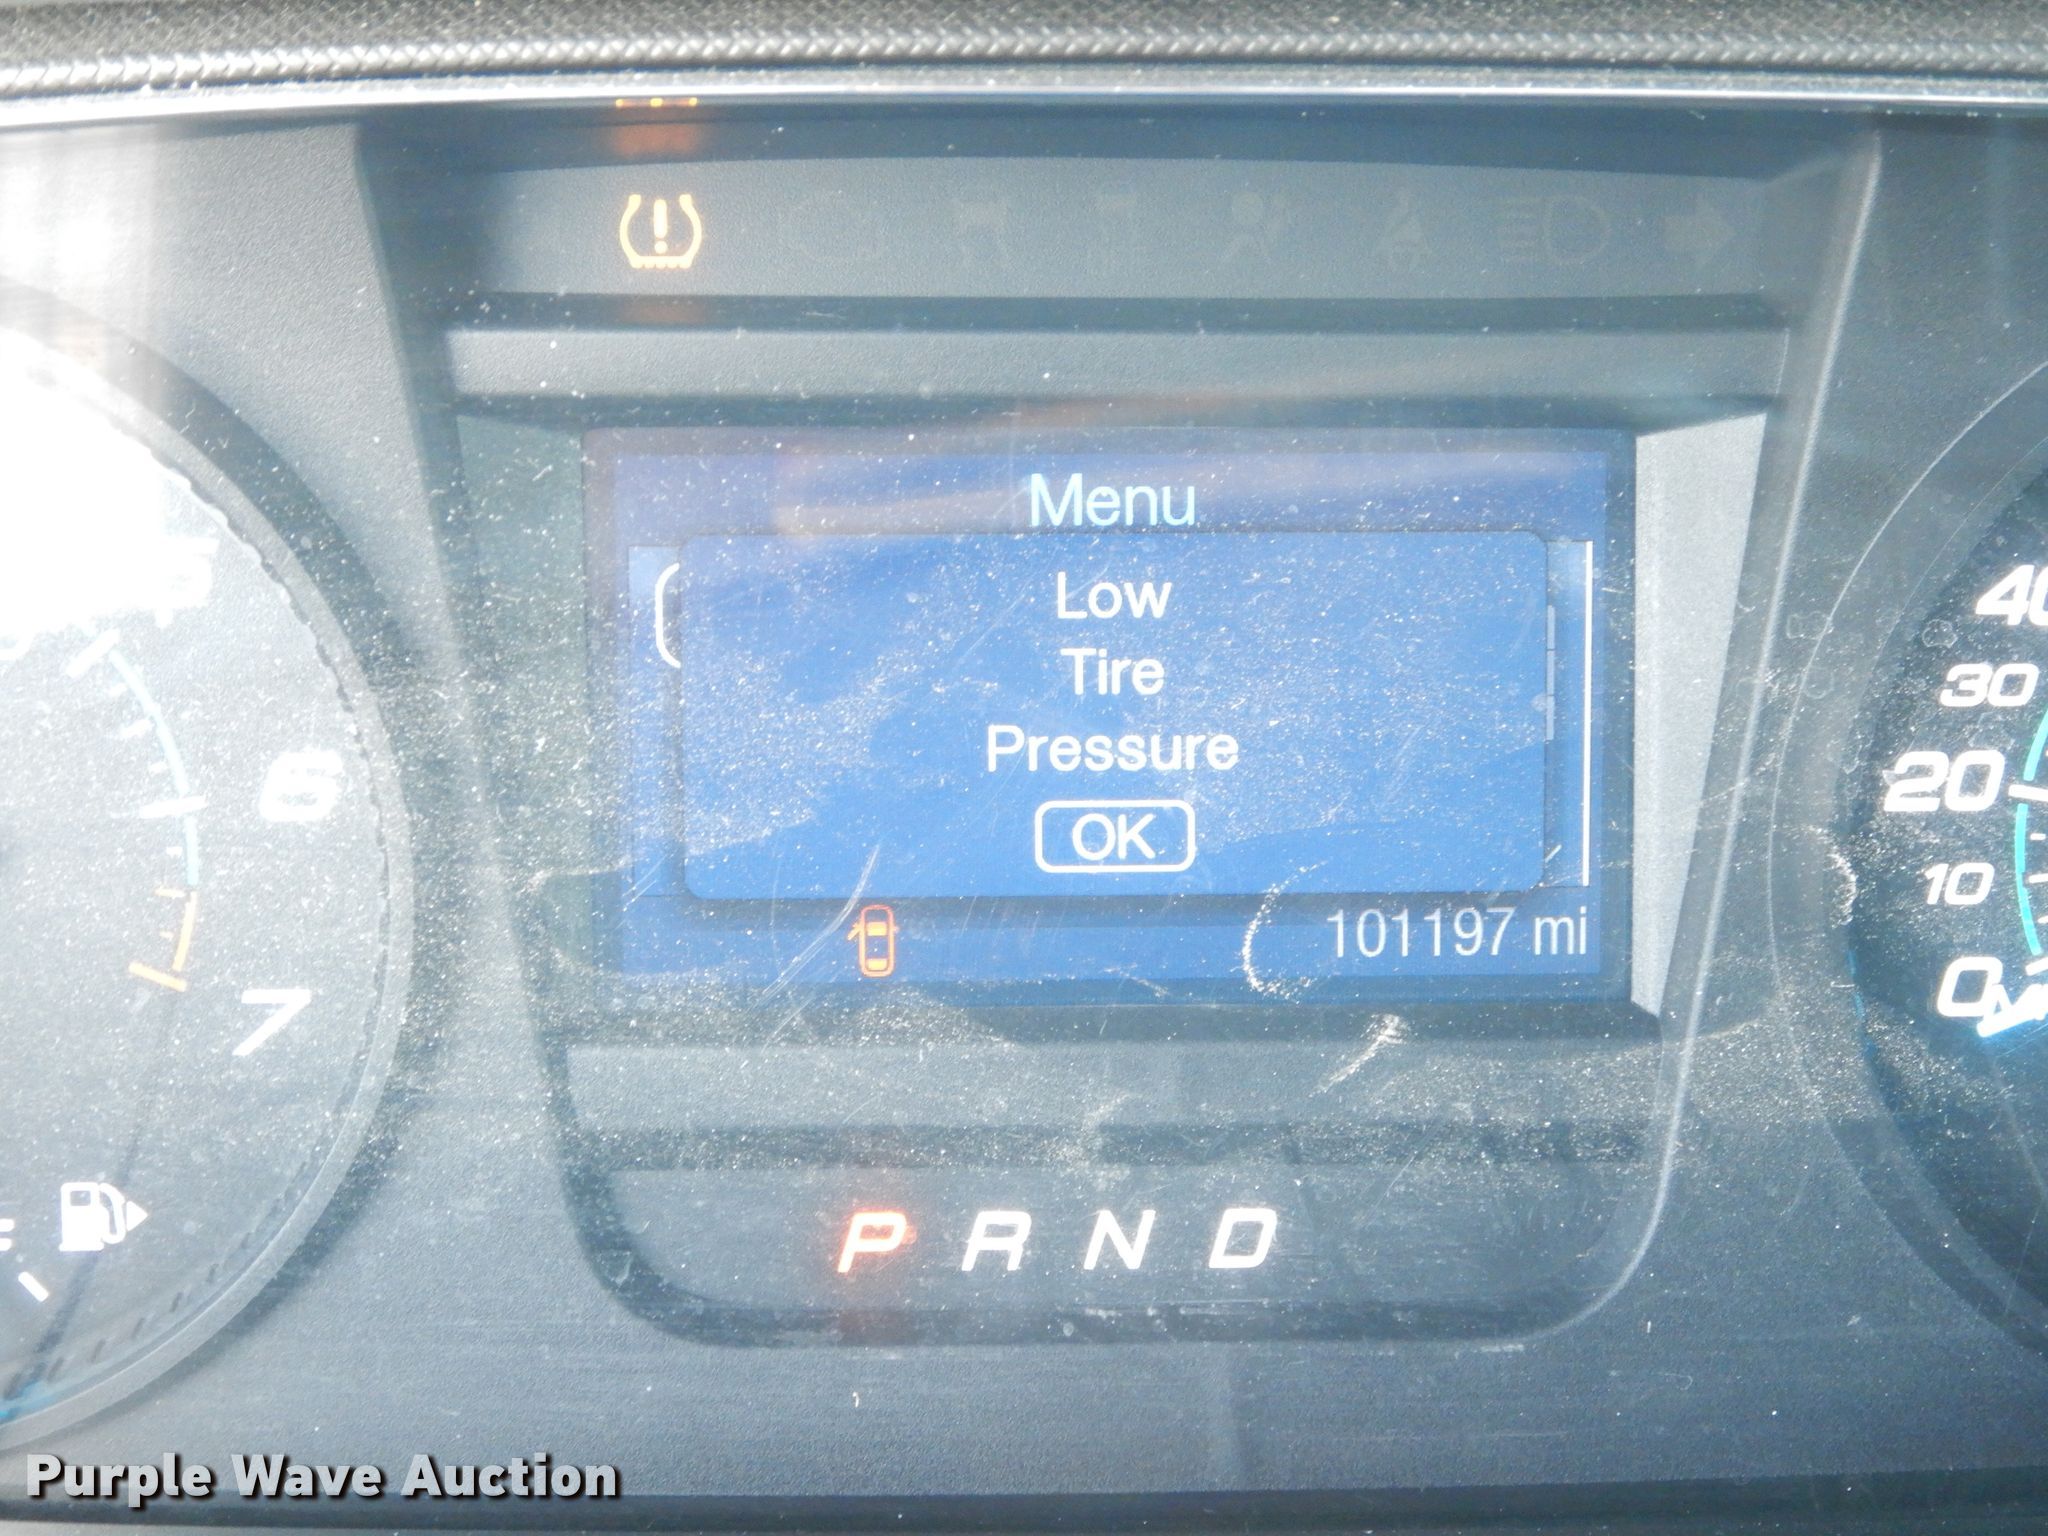 Menu
Low
Tire
Pressure
OK
101197 mi
6
7
40
30
20
10
0
P R N D
Purple Wave Auction